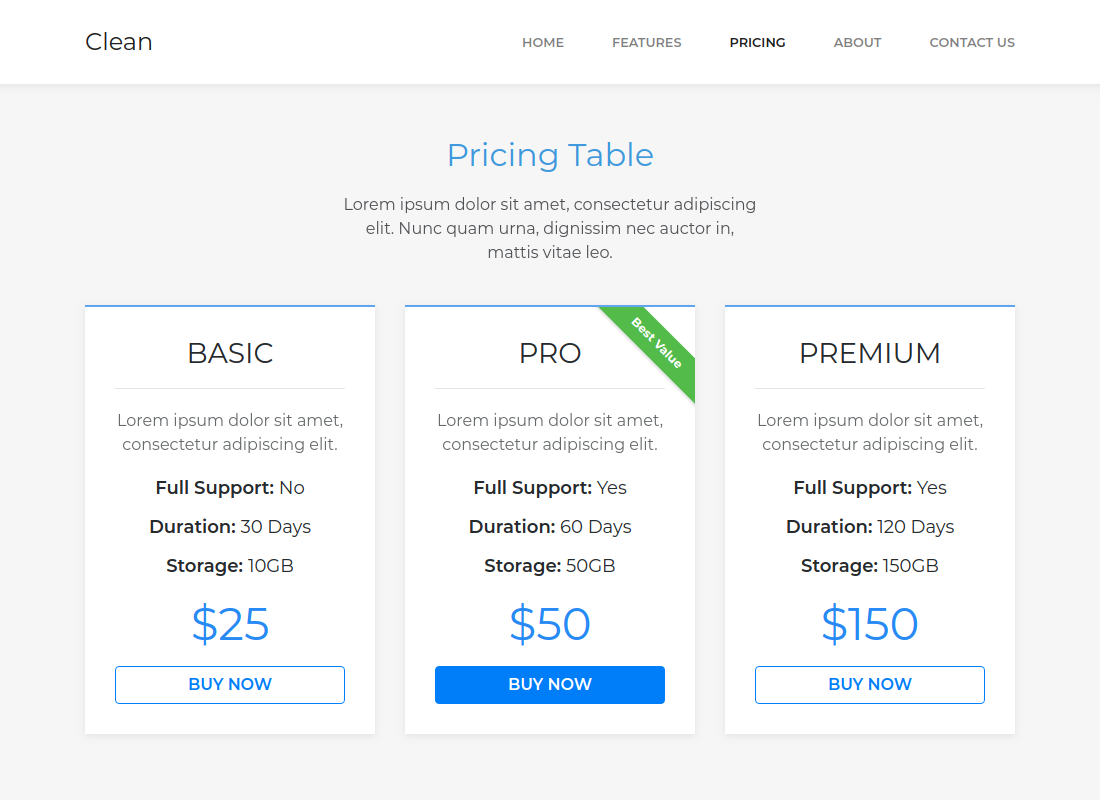 Clean
HOME
FEATURES
PRICING
ABOUT
CONTACT US
Pricing Table
Lorem ipsum dolor sit amet, consectetur adipiscing
elit. Nunc quam urna, dignissim nec auctor in,
mattis vitae leo.
BASIC
Lorem ipsum dolor sit amet,
consectetur adipiscing elit.
Full Support: No
Duration: 30 Days
Storage: 10GB
$25
BUY NOW
Best Value
PRO
Lorem ipsum dolor sit amet,
consectetur adipiscing elit.
Full Support: Yes
Duration: 60 Days
Storage: 50GB
$50
BUY NOW
PREMIUM
Lorem ipsum dolor sit amet,
consectetur adipiscing elit.
Full Support: Yes
Duration: 120 Days
Storage: 150GB
$150
BUY NOW